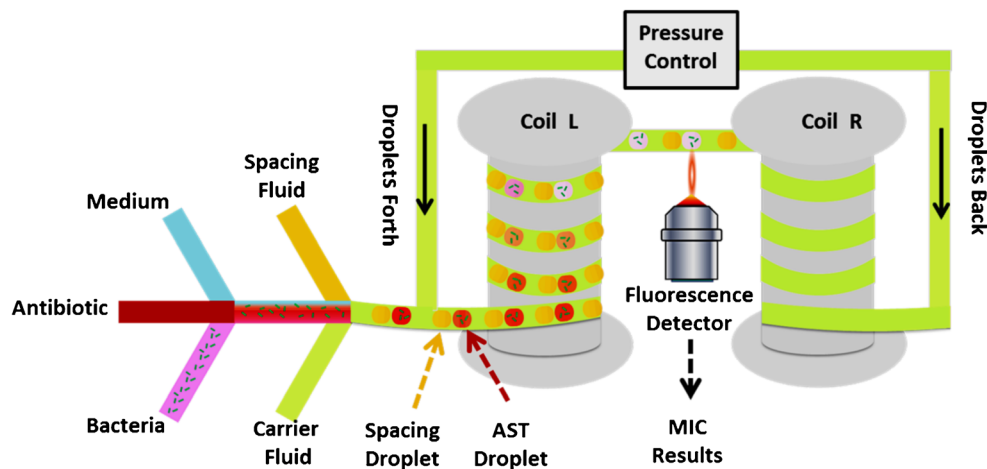 Pressure
Control
Coil L
Coil R
Droplets Forth
Droplets Back
Spacing
Fluid
Medium
Antibiotic
Bacteria
Carrier
Fluid
Spacing
Droplet
AST
Droplet
Fluorescence
Detector
MIC
Results